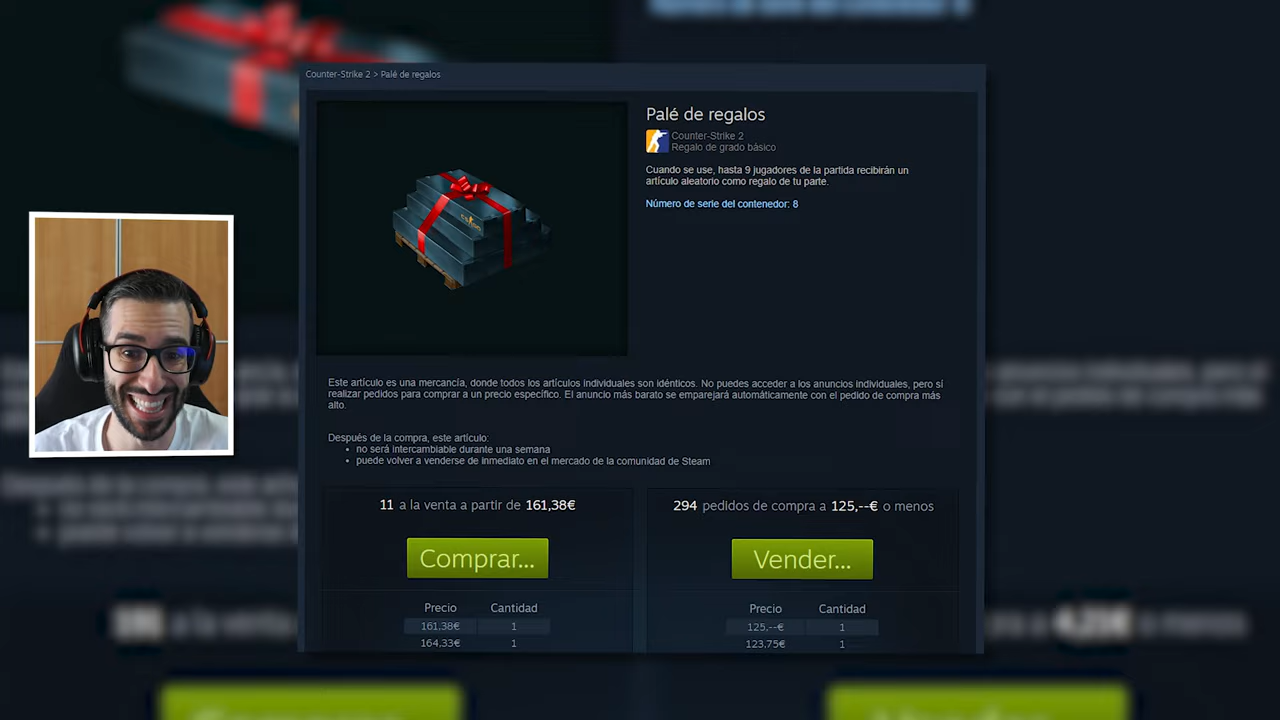 Counter-Strike 2 > Palé de regalos
Palé de regalos
Counter-Strike 2
Regalo de grado básico
Cuando se use, hasta 9 jugadores de la partida recibirán un
artículo aleatorio como regalo de tu parte.
Número de serie del contenedor: 8
Este artículo es una mercancía, donde todos los artículos individuales son idénticos. No puedes acceder a los anuncios individuales, pero sí
realizar pedidos para comprar a un precio específico. El anuncio más barato se emparejará automáticamente con el pedido de compra más
alto.
Después de la compra, este artículo:
• no será intercambiable durante una semana
• puede volver a venderse de inmediato en el mercado de la comunidad de Steam
11 a la venta a partir de 161,38€
Comprar...
Precio Cantidad
161,38€ 1
164,33€ 1
294 pedidos de compra a 125,--€ o menos
Vender...
Precio Cantidad
125,--€ 1
123,75€ 1